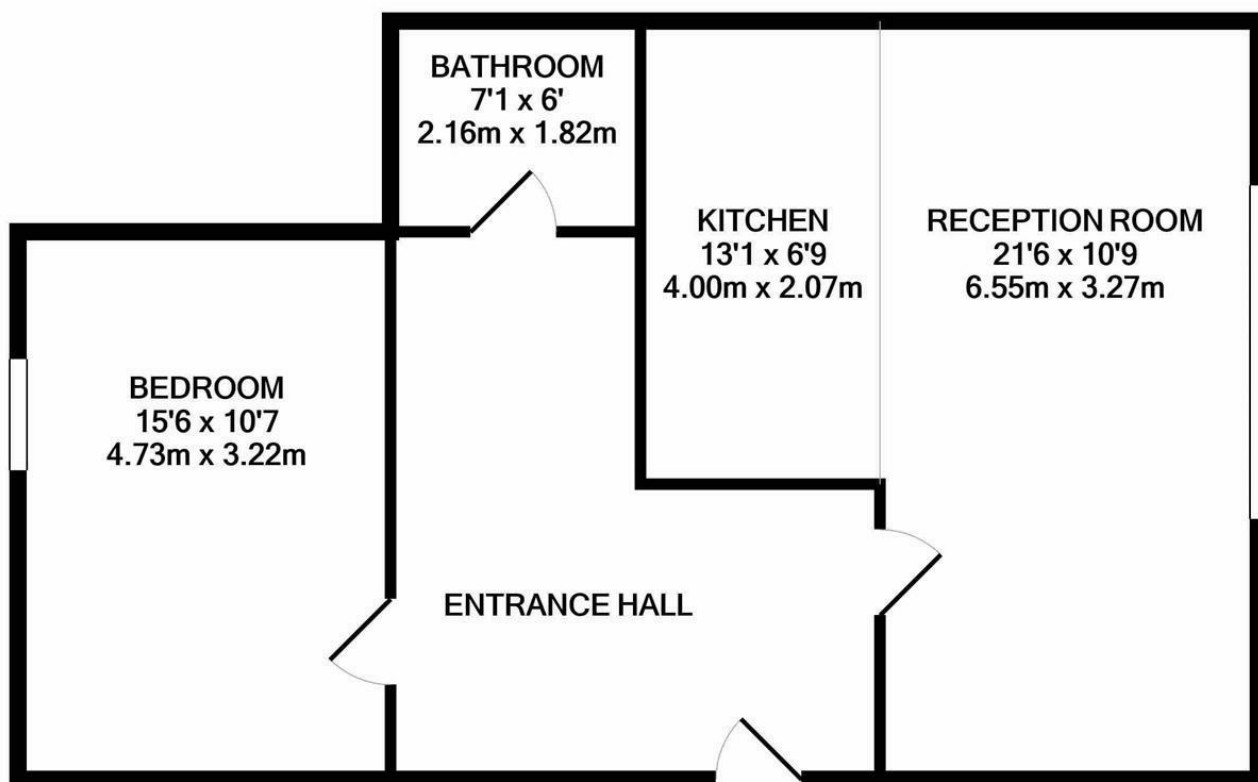 BATHROOM
7'1 x 6'
2.16m x 1.82m
KITCHEN
13'1 x 6'9
4.00m x 2.07m
RECEPTION ROOM
21'6 x 10'9
6.55m x 3.27m
BEDROOM
15'6 x 10'7
4.73m x 3.22m
ENTRANCE HALL